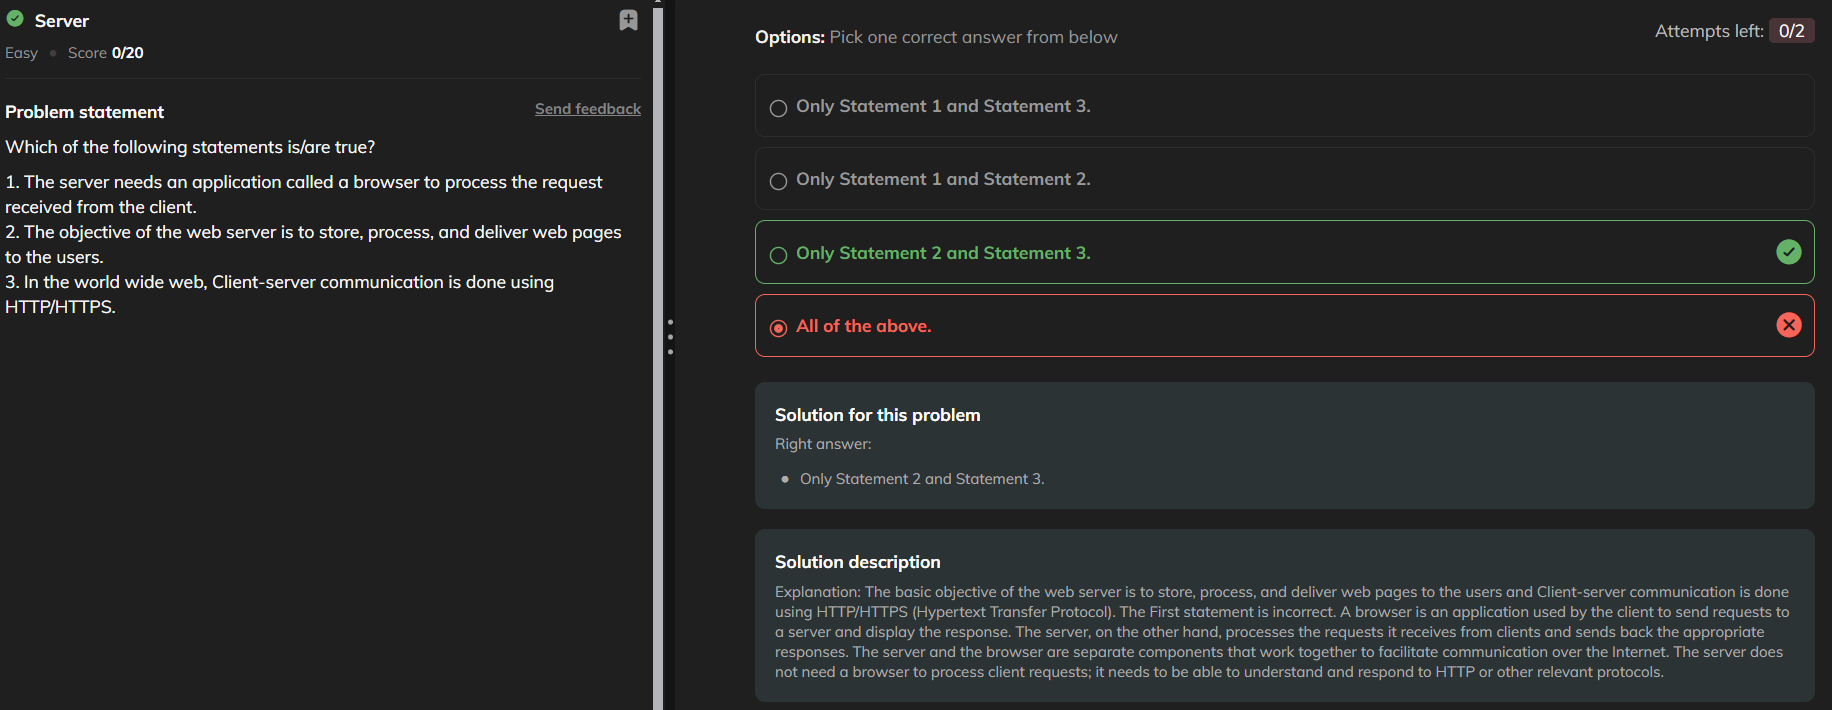 Server
Easy • Score 0/20
Problem statement
Send feedback
Which of the following statements is/are true?
1. The server needs an application called a browser to process the request
received from the client.
2. The objective of the web server is to store, process, and deliver web pages
to the users.
3. In the world wide web, Client-server communication is done using
HTTP/HTTPS.
Options: Pick one correct answer from below
Attempts left: 0/2
Only Statement 1 and Statement 3.
Only Statement 1 and Statement 2.
Only Statement 2 and Statement 3.
All of the above.
Solution for this problem
Right answer:
• Only Statement 2 and Statement 3.
Solution description
Explanation: The basic objective of the web server is to store, process, and deliver web pages to the users and Client-server communication is done
using HTTP/HTTPS (Hypertext Transfer Protocol). The First statement is incorrect. A browser is an application used by the client to send requests to
a server and display the response. The server, on the other hand, processes the requests it receives from clients and sends back the appropriate
responses. The server and the browser are separate components that work together to facilitate communication over the Internet. The server does
not need a browser to process client requests; it needs to be able to understand and respond to HTTP or other relevant protocols.